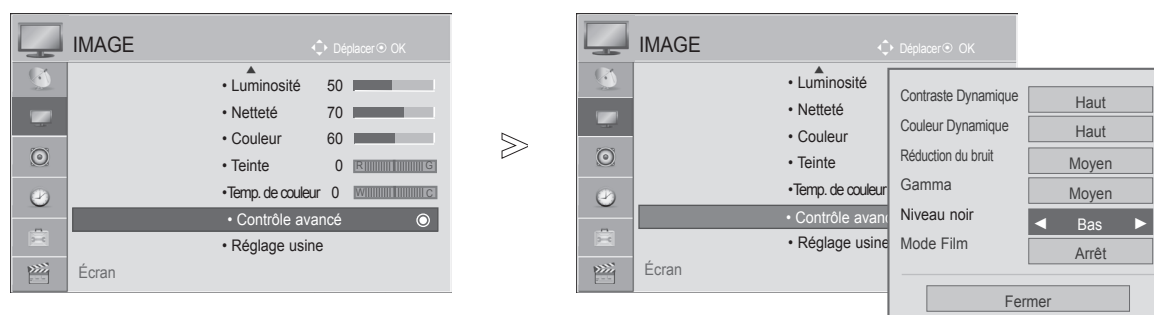 IMAGE
Déplacer OK
• Luminosité 50
• Netteté 70
• Couleur 60
• Teinte 0 R G
•Temp. de couleur 0 W C
• Contrôle avancé
• Réglage usine
Écran
IMAGE
Déplacer OK
• Luminosité
• Netteté
• Couleur
• Teinte
•Temp. de couleur
• Contrôle avan
• Réglage usine
Écran
Contraste Dynamique Haut
Couleur Dynamique Haut
Réduction du bruit Moyen
Gamma Moyen
Niveau noir Bas
Mode Film Arrêt
Fermer